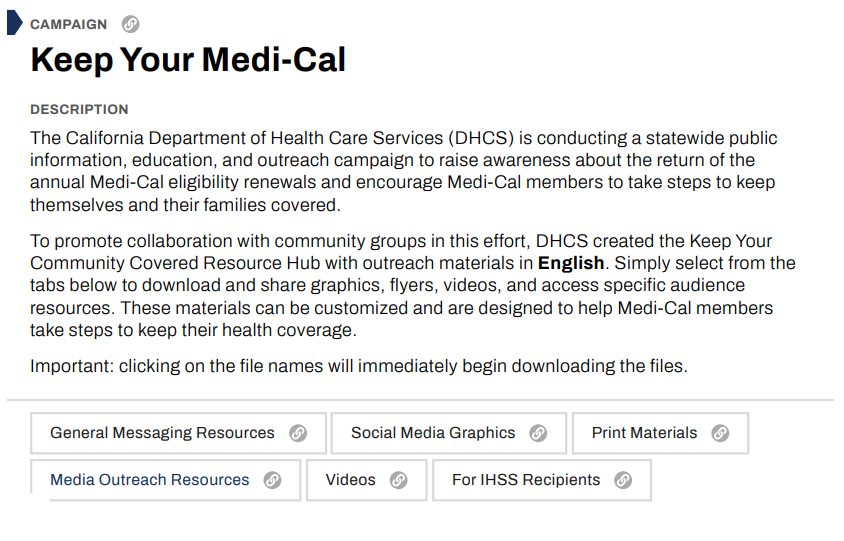 CAMPAIGN
Keep Your Medi-Cal
DESCRIPTION
The California Department of Health Care Services (DHCS) is conducting a statewide public
information, education, and outreach campaign to raise awareness about the return of the
annual Medi-Cal eligibility renewals and encourage Medi-Cal members to take steps to keep
themselves and their families covered.
To promote collaboration with community groups in this effort, DHCS created the Keep Your
Community Covered Resource Hub with outreach materials in English. Simply select from the
tabs below to download and share graphics, flyers, videos, and access specific audience
resources. These materials can be customized and are designed to help Medi-Cal members
take steps to keep their health coverage.
Important: clicking on the file names will immediately begin downloading the files.
General Messaging Resources Social Media Graphics Print Materials
Media Outreach Resources Videos For IHSS Recipients